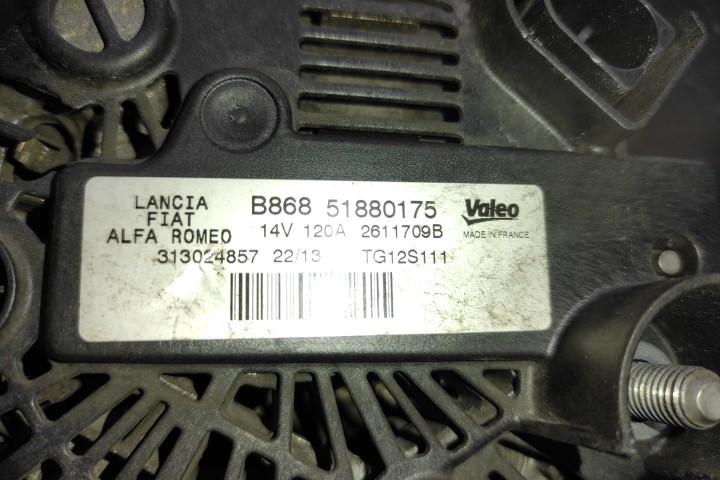 LANCIA
FIAT
ALFA ROMEO
B868 51880175
14V 120A 2611709B
313024857 22/13 TG12S111
Valeo
MADE IN FRANCE